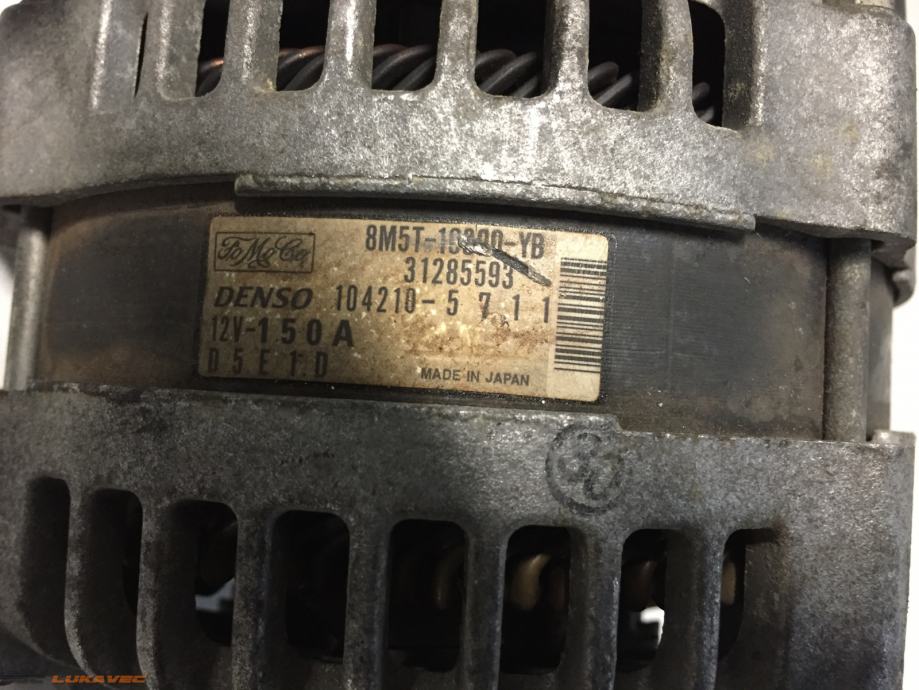 FoMoCo
8M5T-10300-YB
31285593
DENSO 104210-5711
12V-150A
D5E1D
MADE IN JAPAN
LUKAVEC